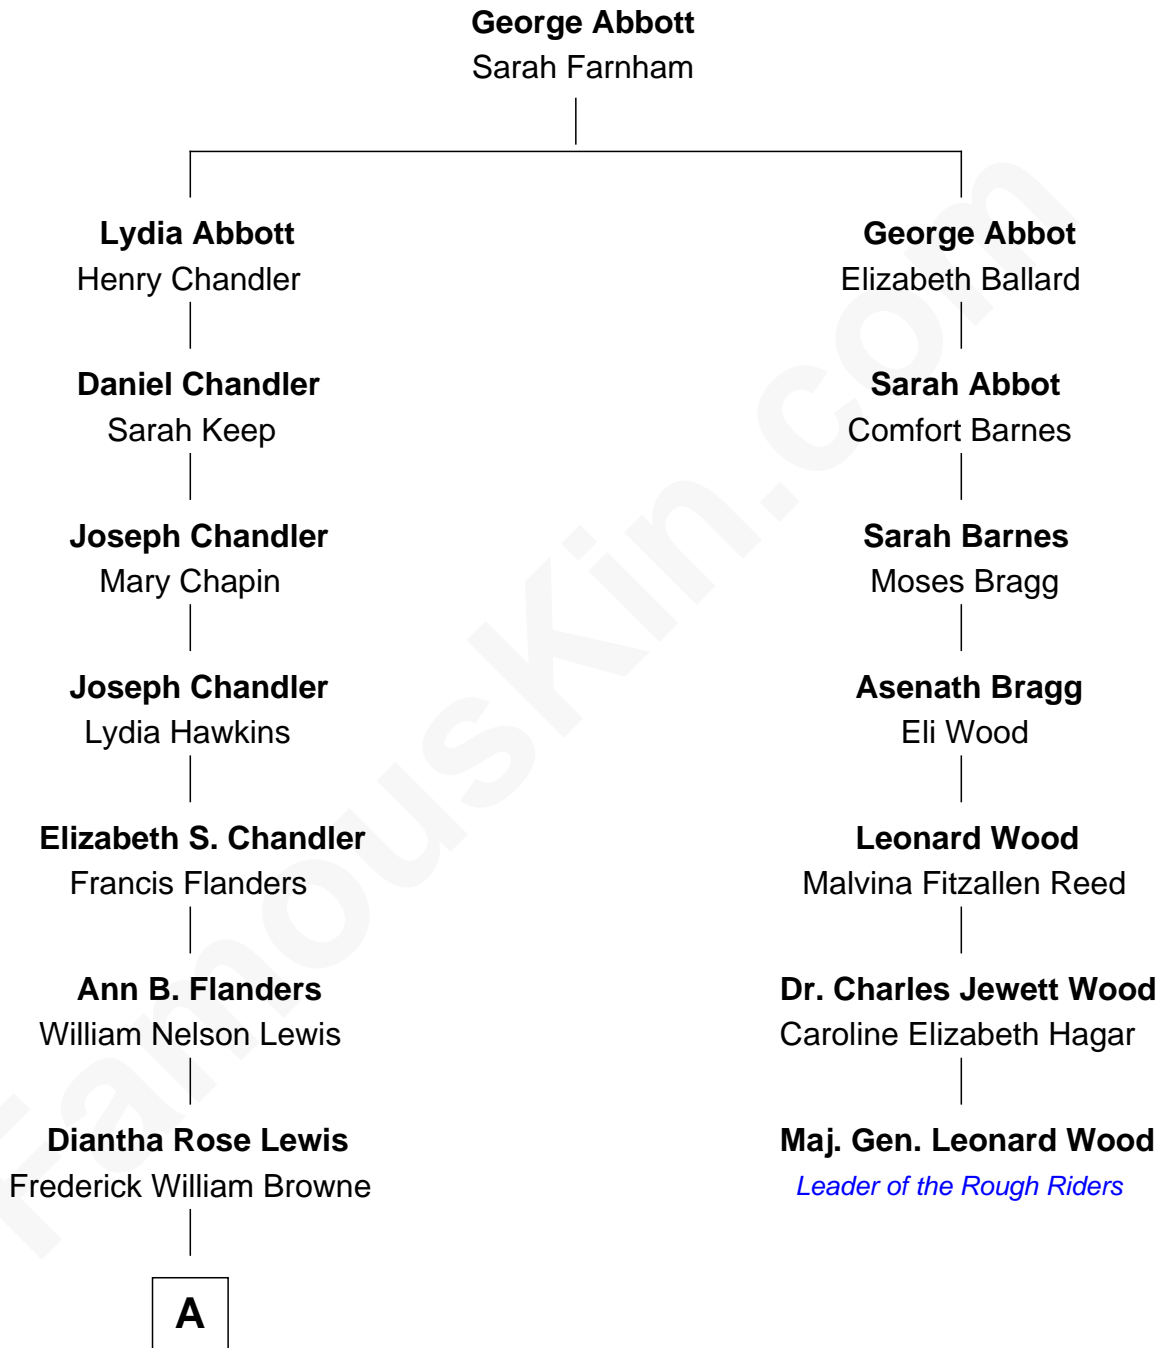 George Abbott
Sarah Farnham
Lydia Abbott
Henry Chandler
Daniel Chandler
Sarah Keep
Joseph Chandler
Mary Chapin
Joseph Chandler
Lydia Hawkins
Elizabeth S. Chandler
Francis Flanders
Ann B. Flanders
William Nelson Lewis
Diantha Rose Lewis
Frederick William Browne
A
George Abbot
Elizabeth Ballard
Sarah Abbot
Comfort Barnes
Sarah Barnes
Moses Bragg
Asenath Bragg
Eli Wood
Leonard Wood
Malvina Fitzallen Reed
Dr. Charles Jewett Wood
Caroline Elizabeth Hagar
Maj. Gen. Leonard Wood
Leader of the Rough Riders
FamousKin.com